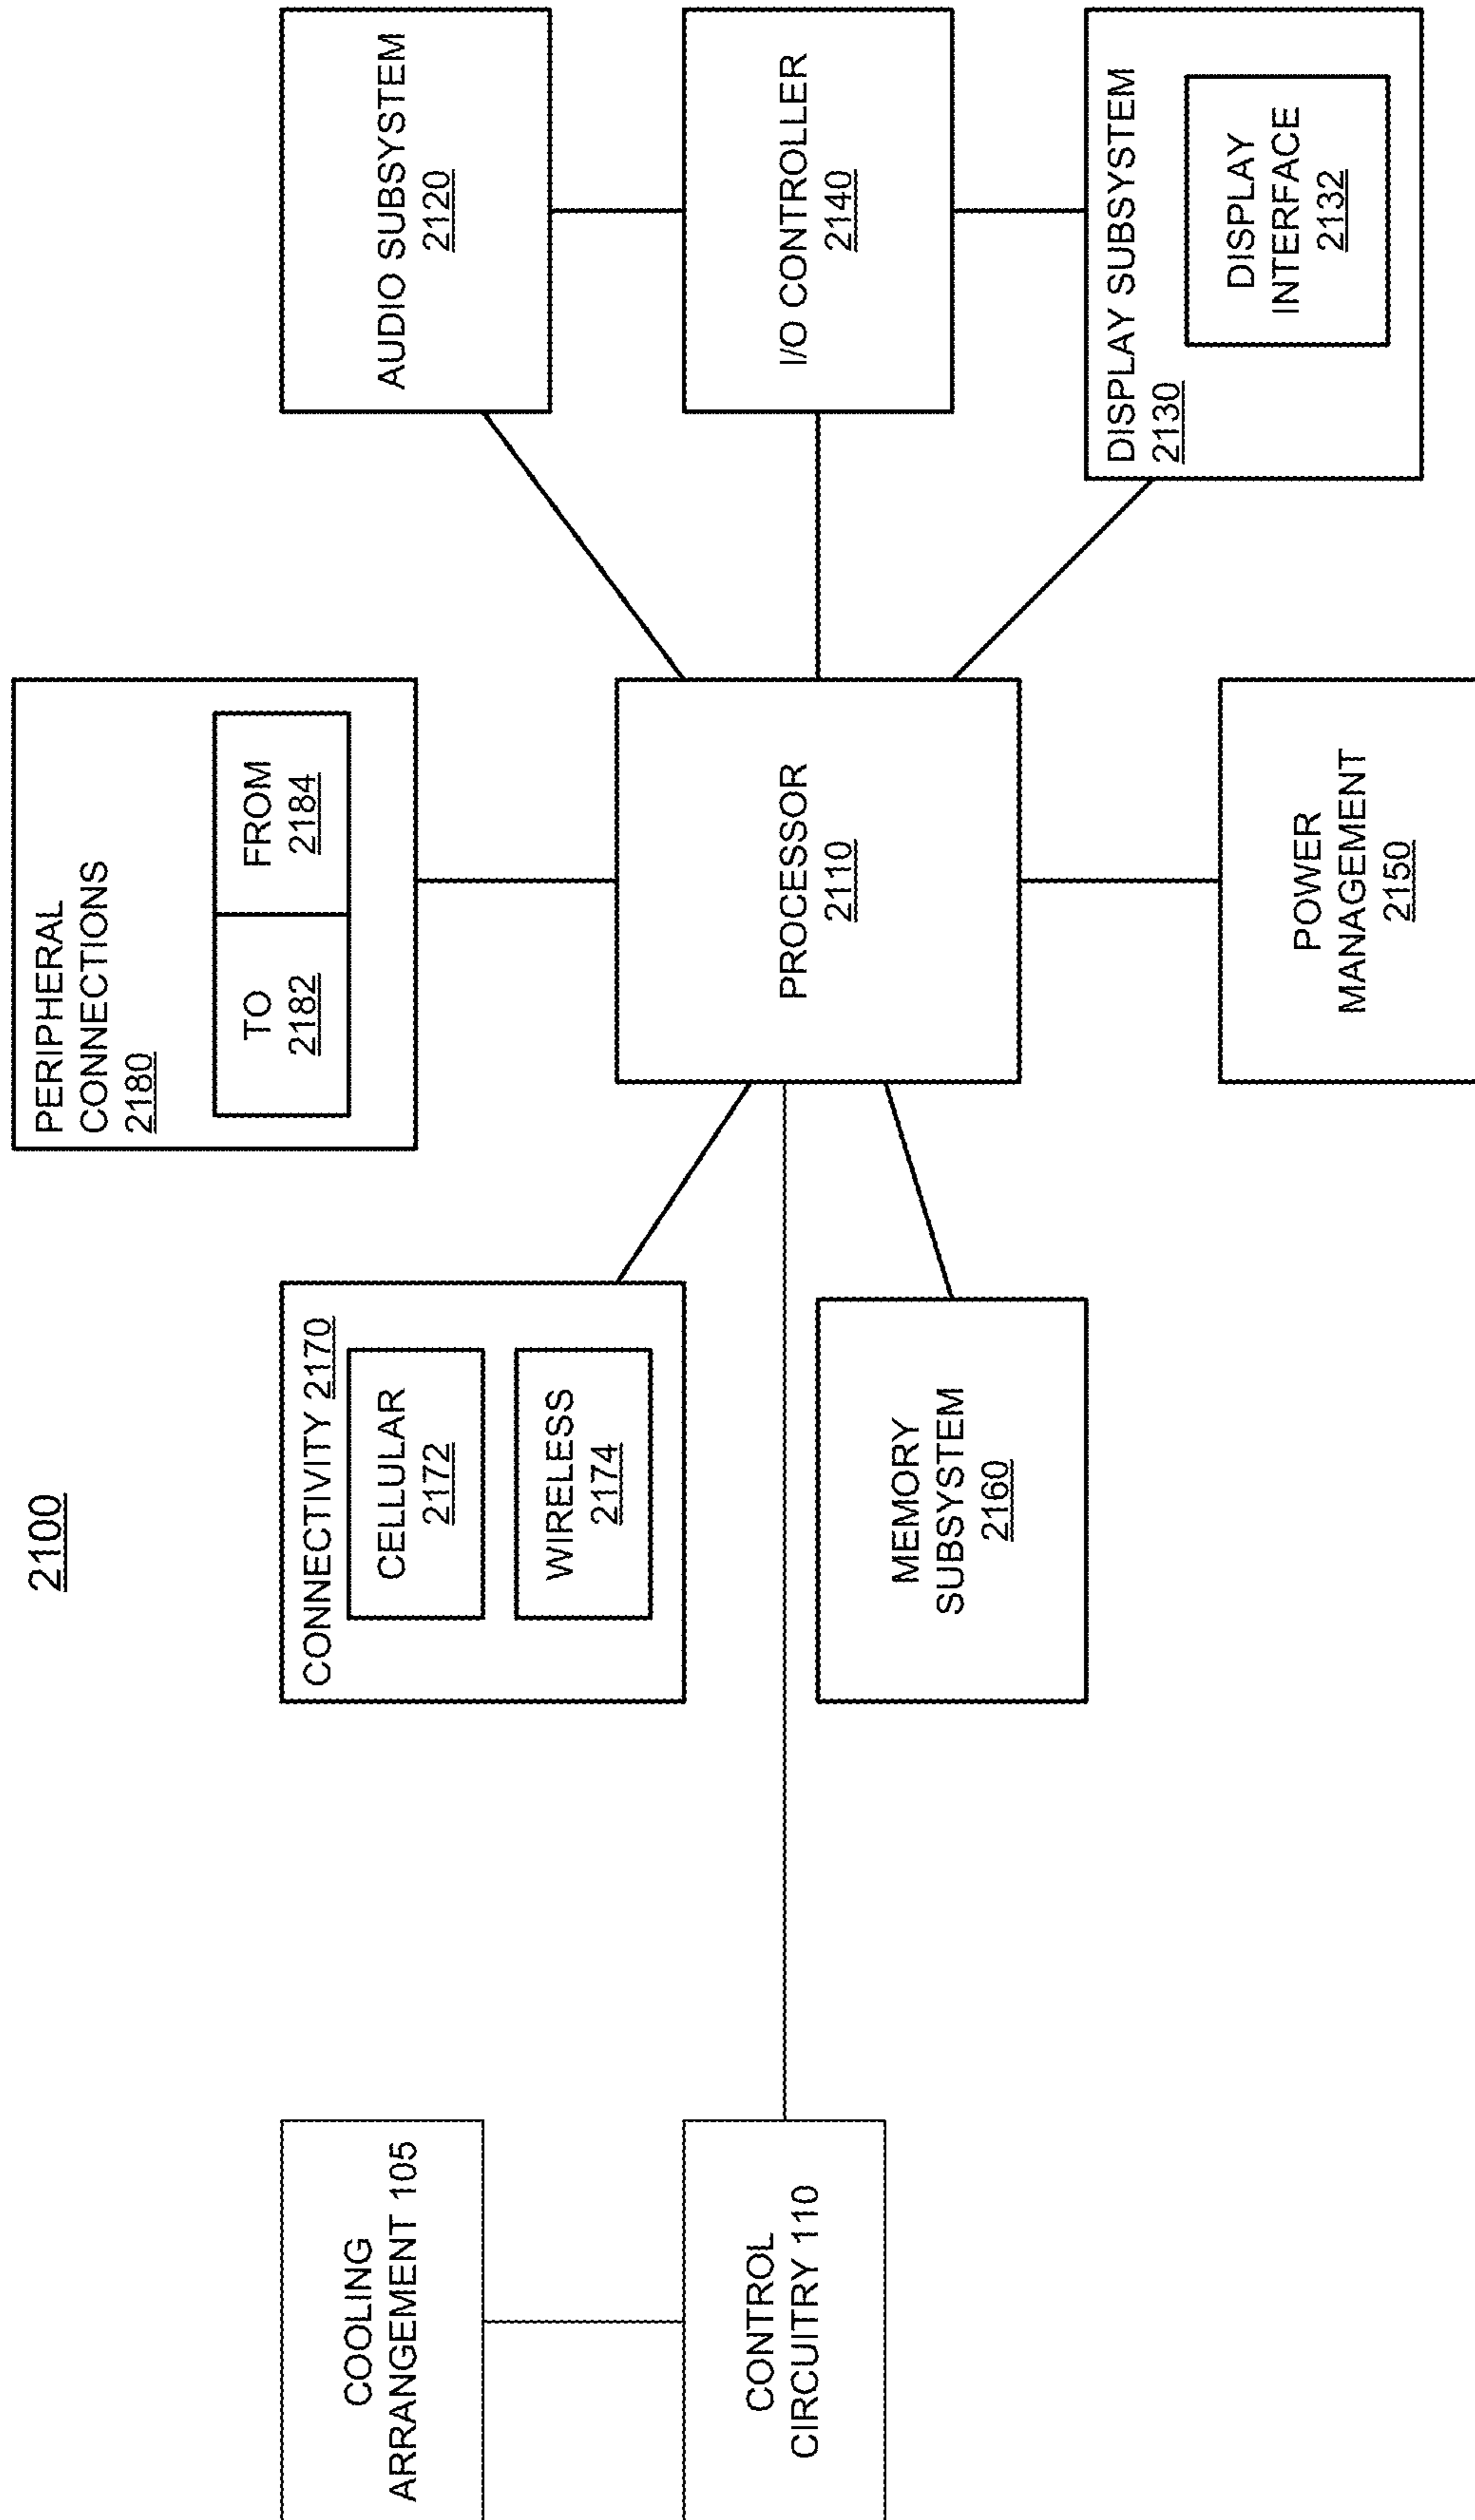 2100
COOLING
ARRANGEMENT 105
CONTROL
CIRCUITRY 110
CONNECTIVITY 2170
CELLULAR
2172
WIRELESS
2174
MEMORY
SUBSYSTEM
2160
PERIPHERAL
CONNECTIONS
2180
TO
2182
FROM
2184
PROCESSOR
2110
POWER
MANAGEMENT
2150
AUDIO SUBSYSTEM
2120
I/O CONTROLLER
2140
DISPLAY SUBSYSTEM
2130
DISPLAY
INTERFACE
2132